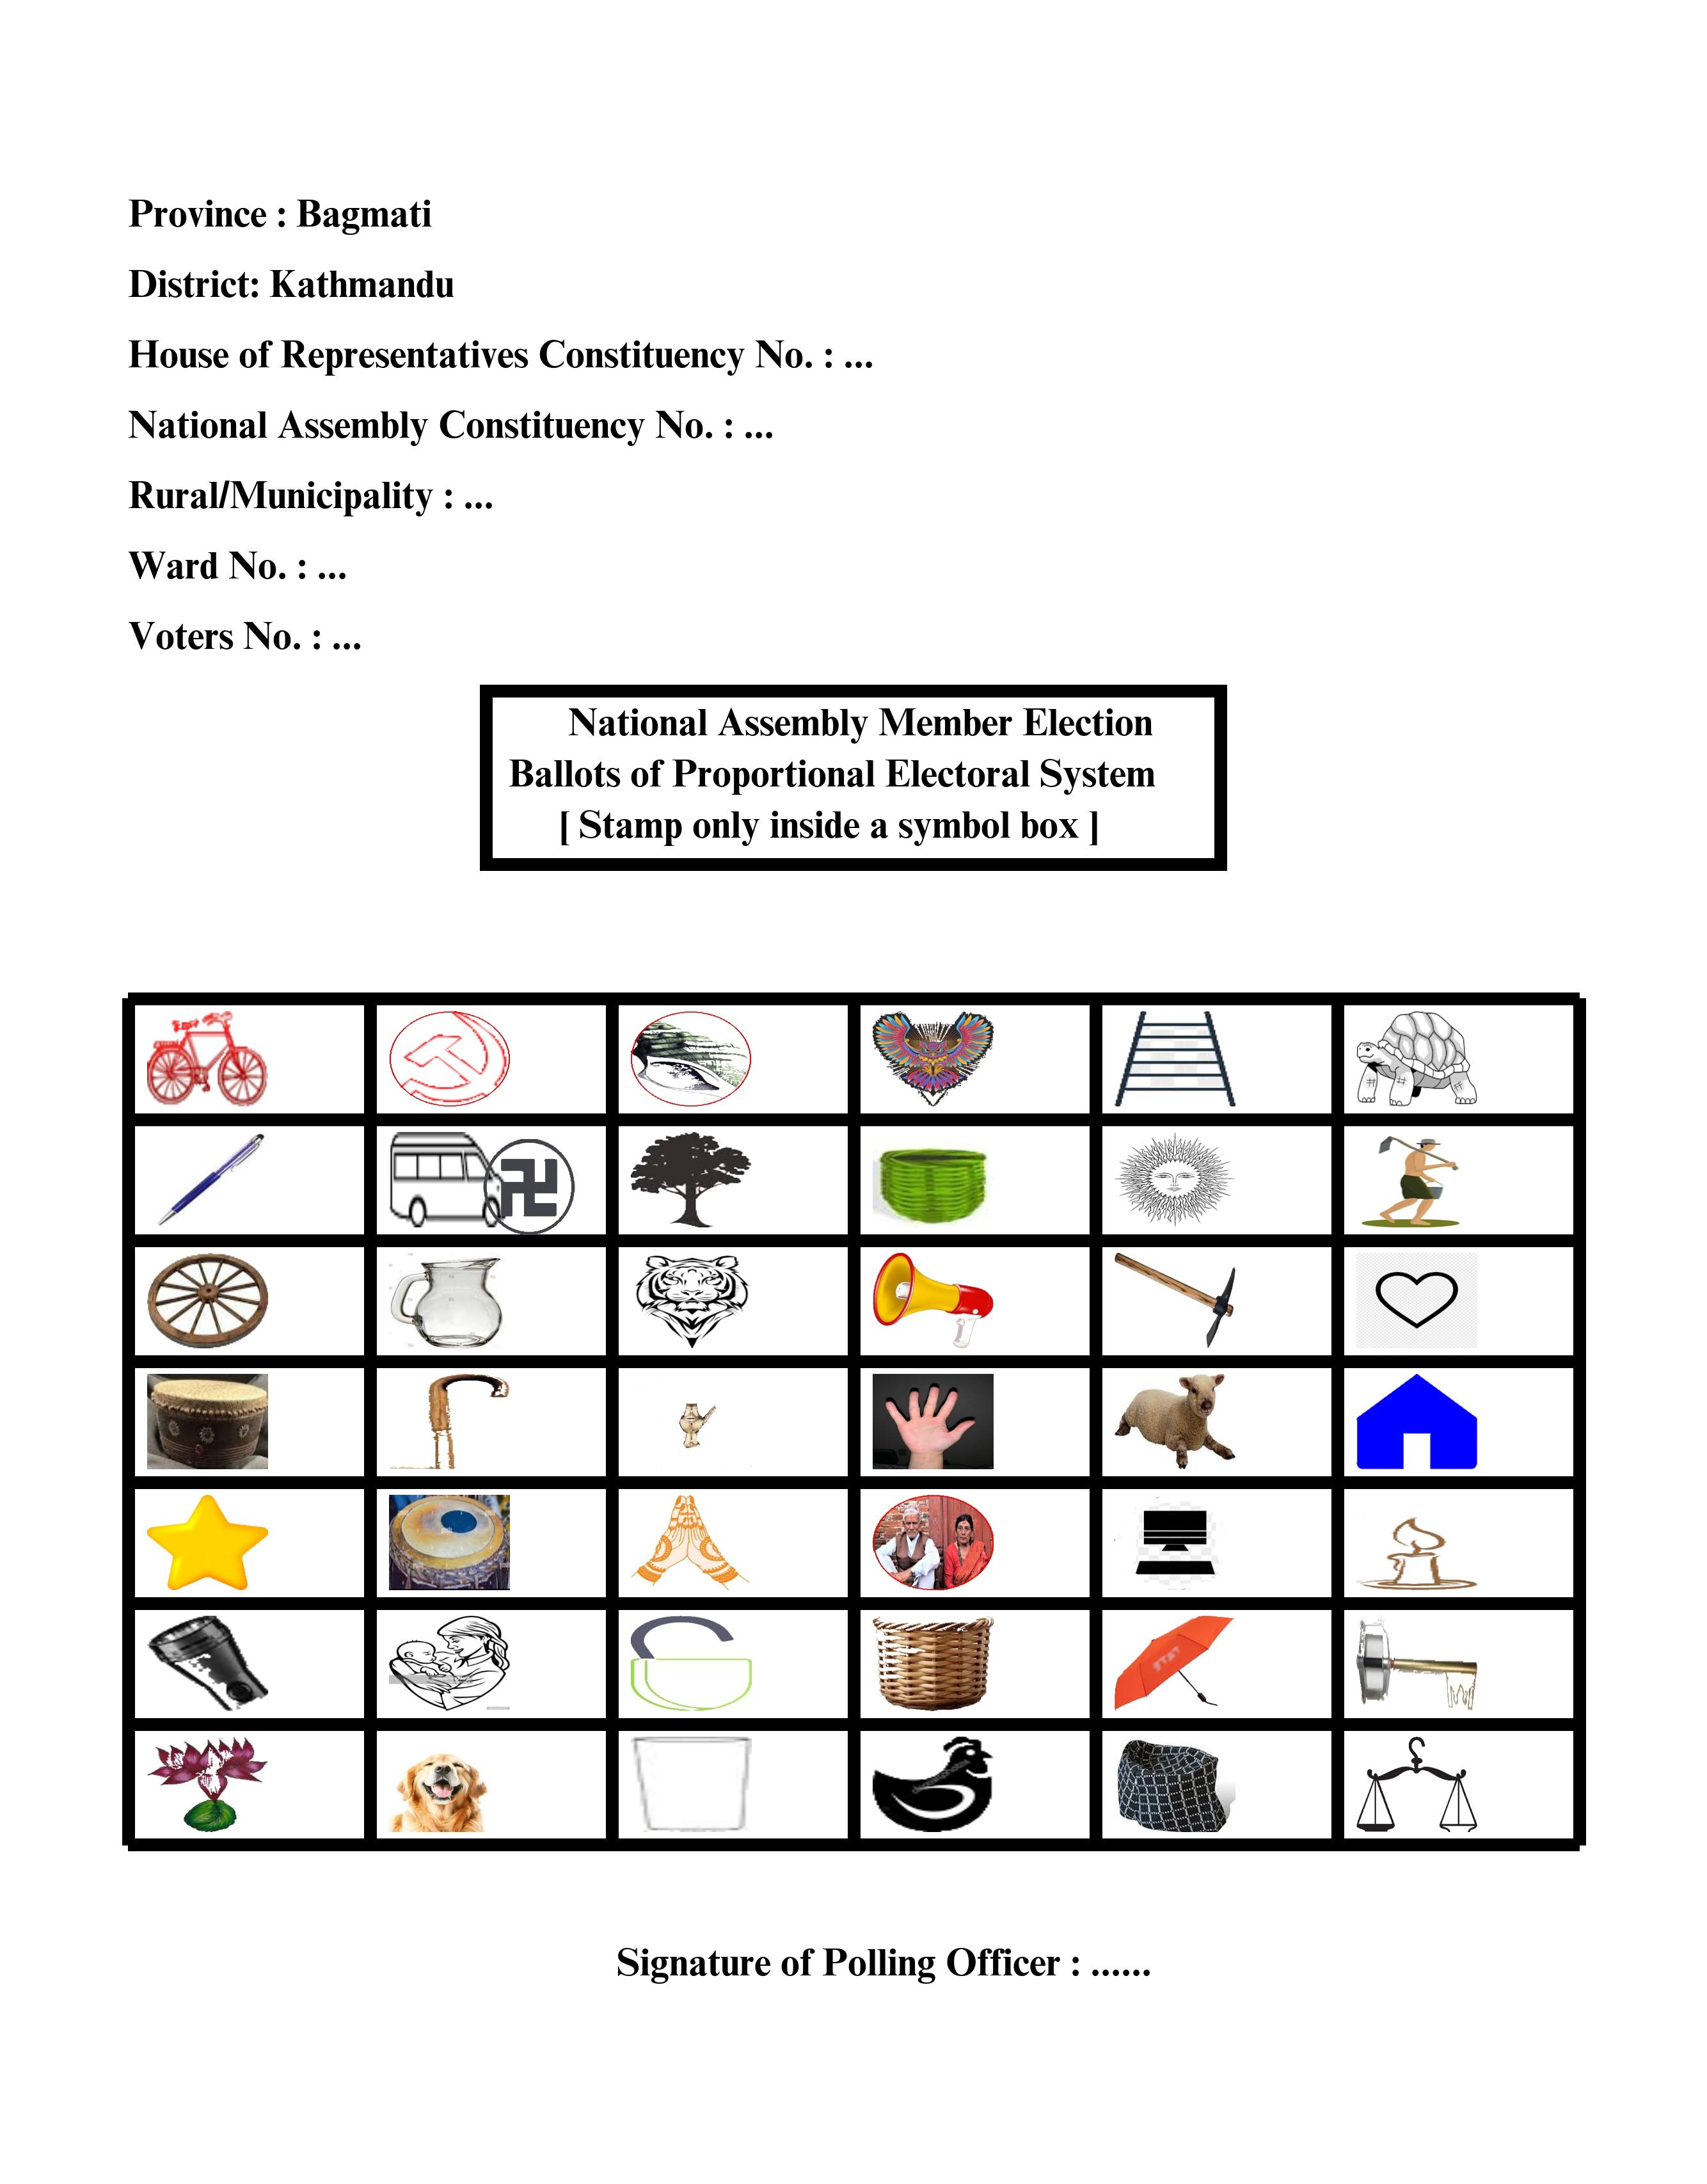 Province : Bagmati
District: Kathmandu
House of Representatives Constituency No. : ...
National Assembly Constituency No. : ...
Rural/Municipality : ...
Ward No. : ...
Voters No. : ...
National Assembly Member Election
Ballots of Proportional Electoral System
[ Stamp only inside a symbol box ]
Signature of Polling Officer : ......